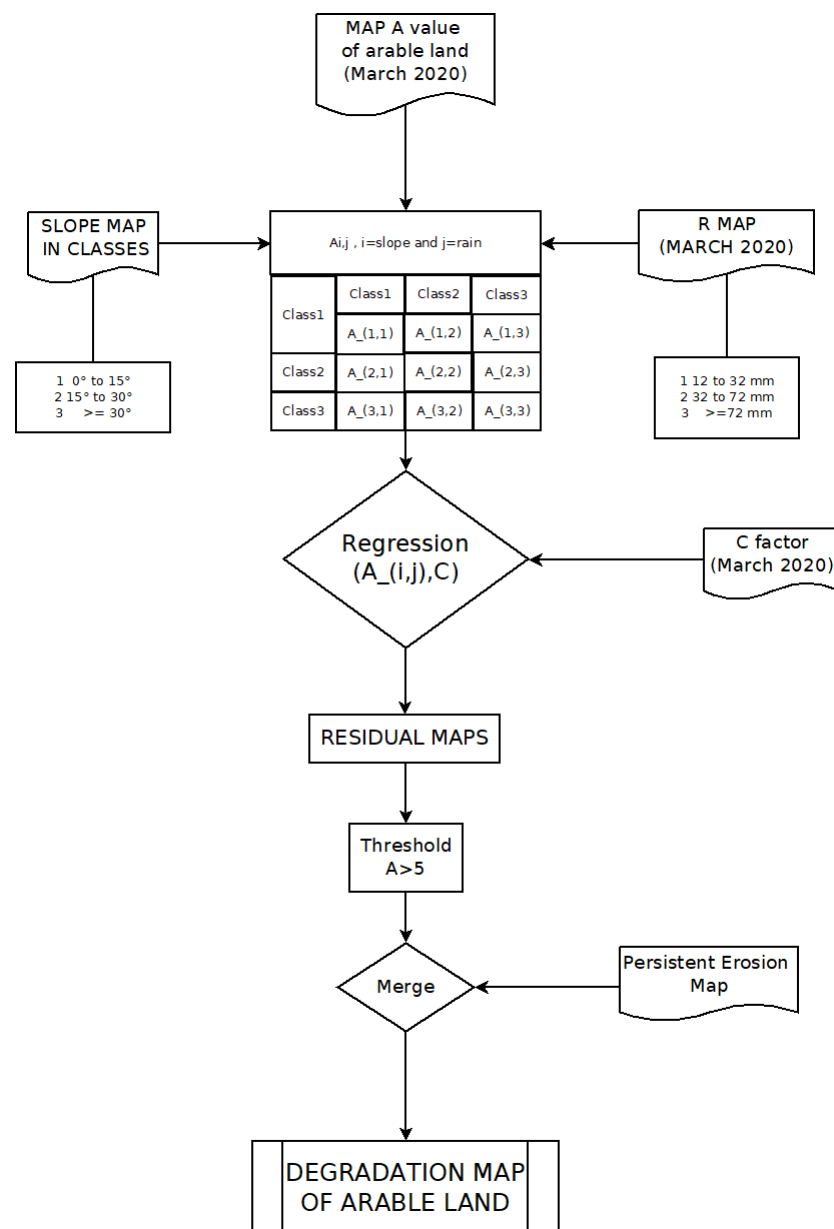 MAP A value
of arable land
(March 2020)
SLOPE MAP
IN CLASSES
Ai,j , i=slope and j=rain
R MAP
(MARCH 2020)
Class1
Class1
Class2
Class3
A_(1,1)
A_(1,2)
A_(1,3)
Class2
A_(2,1)
A_(2,2)
A_(2,3)
Class3
A_(3,1)
A_(3,2)
A_(3,3)
1 0° to 15°
2 15° to 30°
3 >= 30°
1 12 to 32 mm
2 32 to 72 mm
3 >=72 mm
Regression
(A_(i,j),C)
C factor
(March 2020)
RESIDUAL MAPS
Threshold
A>5
Merge
Persistent Erosion
Map
DEGRADATION MAP
OF ARABLE LAND